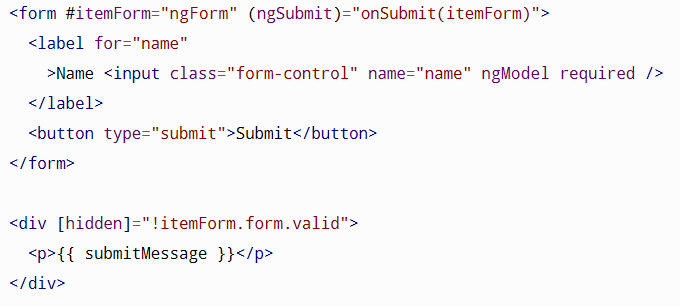 <form #itemForm="ngForm" (ngSubmit)="onSubmit(itemForm)">
  <label for="name"
    >Name <input class="form-control" name="name" ngModel required />
  </label>
  <button type="submit">Submit</button>
</form>

<div [hidden]="!itemForm.form.valid">
  <p>{{ submitMessage }}</p>
</div>